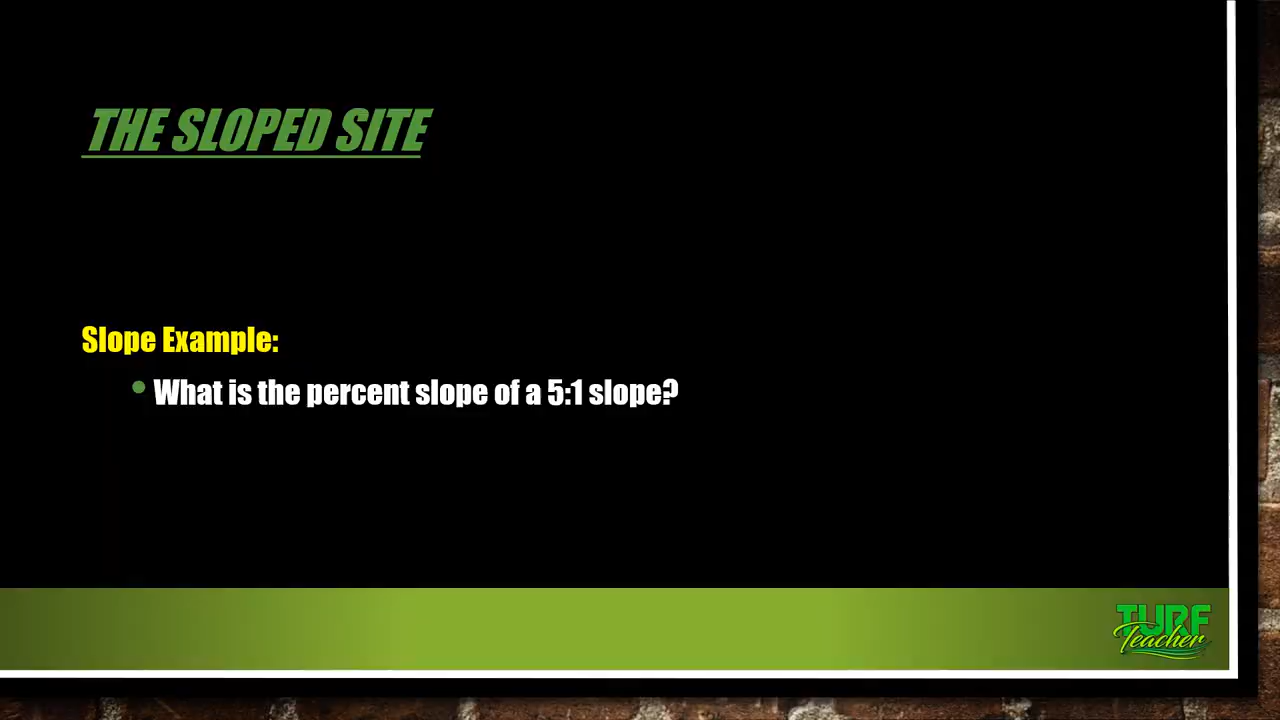 THE SLOPED SITE
Slope Example:
• What is the percent slope of a 5:1 slope?
TURF
Teacher